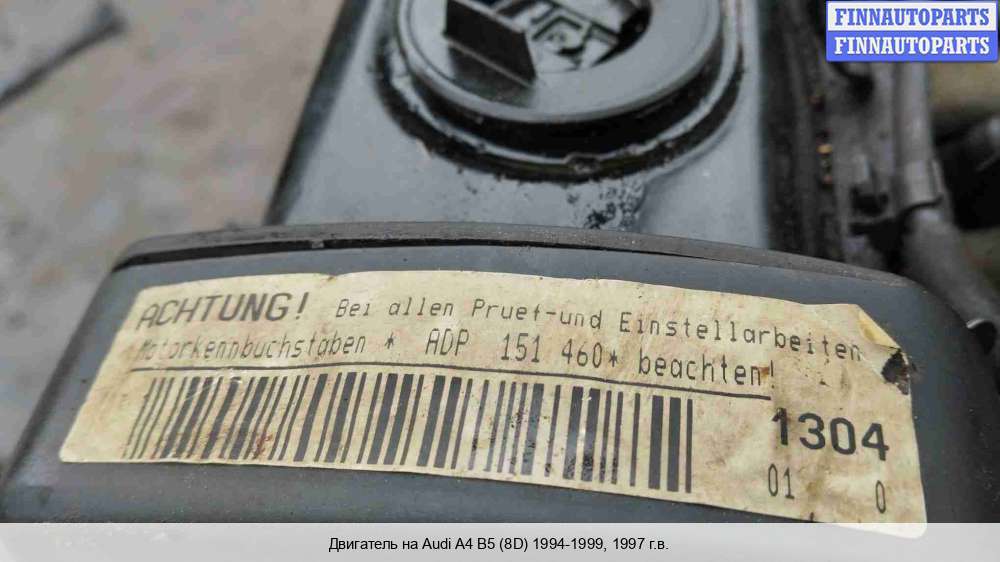 FINNAUTOPARTS
FINNAUTOPARTS
ACHTUNG! Bei allen Pruef-und Einstellarbeiten
Motorkennbuchstaben * ADP 151 460* beachten!
1304
01 0
Двигатель на Audi A4 B5 (8D) 1994-1999, 1997 г.в.